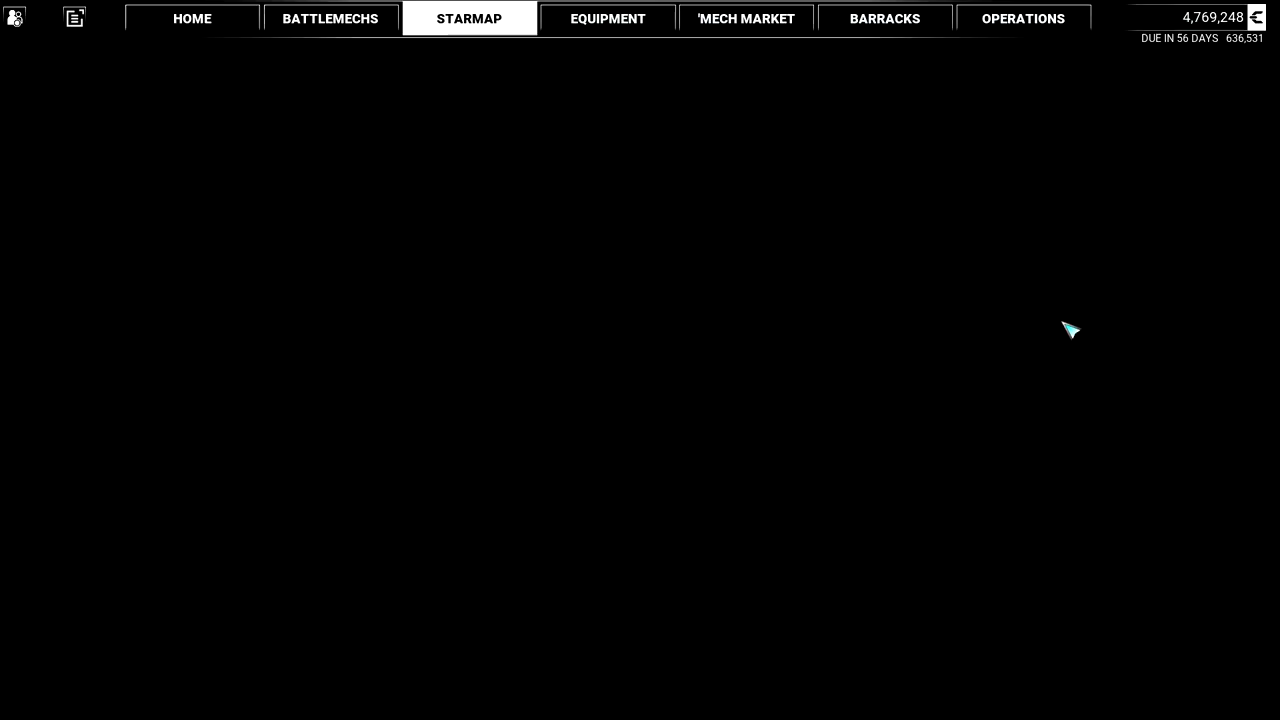 HOME
BATTLEMECHS
STARMAP
EQUIPMENT
'MECH MARKET
BARRACKS
OPERATIONS
4,769,248
DUE IN 56 DAYS 636,531